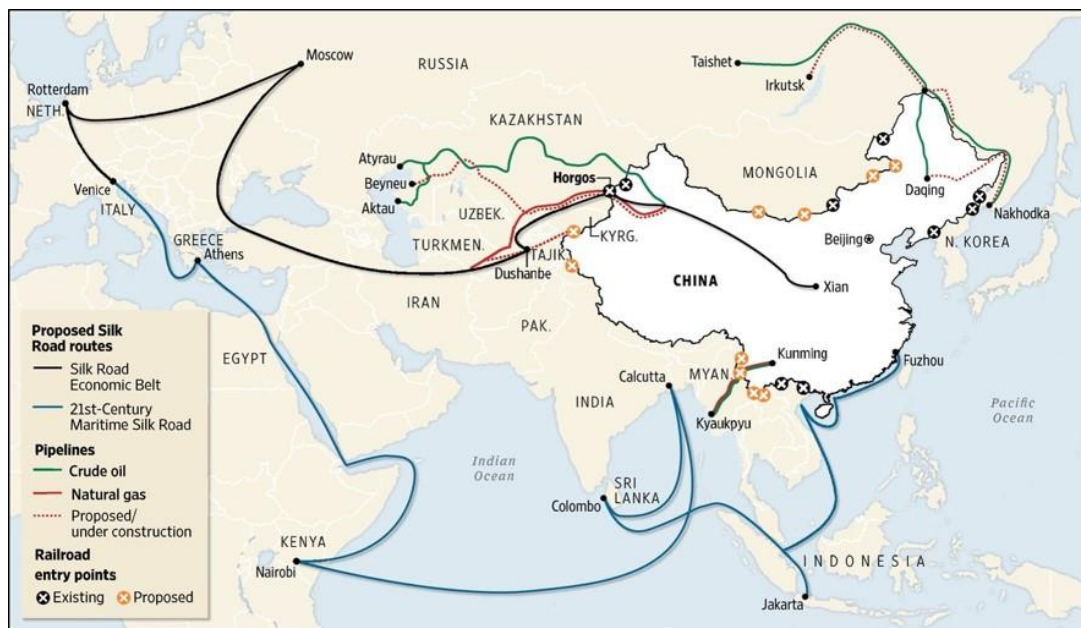 Moscow
RUSSIA
Taishet
Irkutsk
Rotterdam
NETH.
KAZAKHSTAN
Atyrau
Beyneu
Aktau
Horgos
MONGOLIA
Daqing
Nakhodka
Venice
ITALY
UZBEK.
KYRG.
Beijing
N. KOREA
GREECE
Athens
TURKMEN.
TAJIK.
Dushanbe
CHINA
Xian
IRAN
PAK.
EGYPT
Kunming
Fuzhou
Calcutta
MYAN.
INDIA
Kyaukpyu
Pacific
Ocean
Indian
Ocean
SRI
LANKA
Colombo
KENYA
Nairobi
INDONESIA
Jakarta
Proposed Silk
Road routes
Silk Road
Economic Belt
21st-Century
Maritime Silk Road
Pipelines
Crude oil
Natural gas
Proposed/
under construction
Railroad
entry points
Existing
Proposed